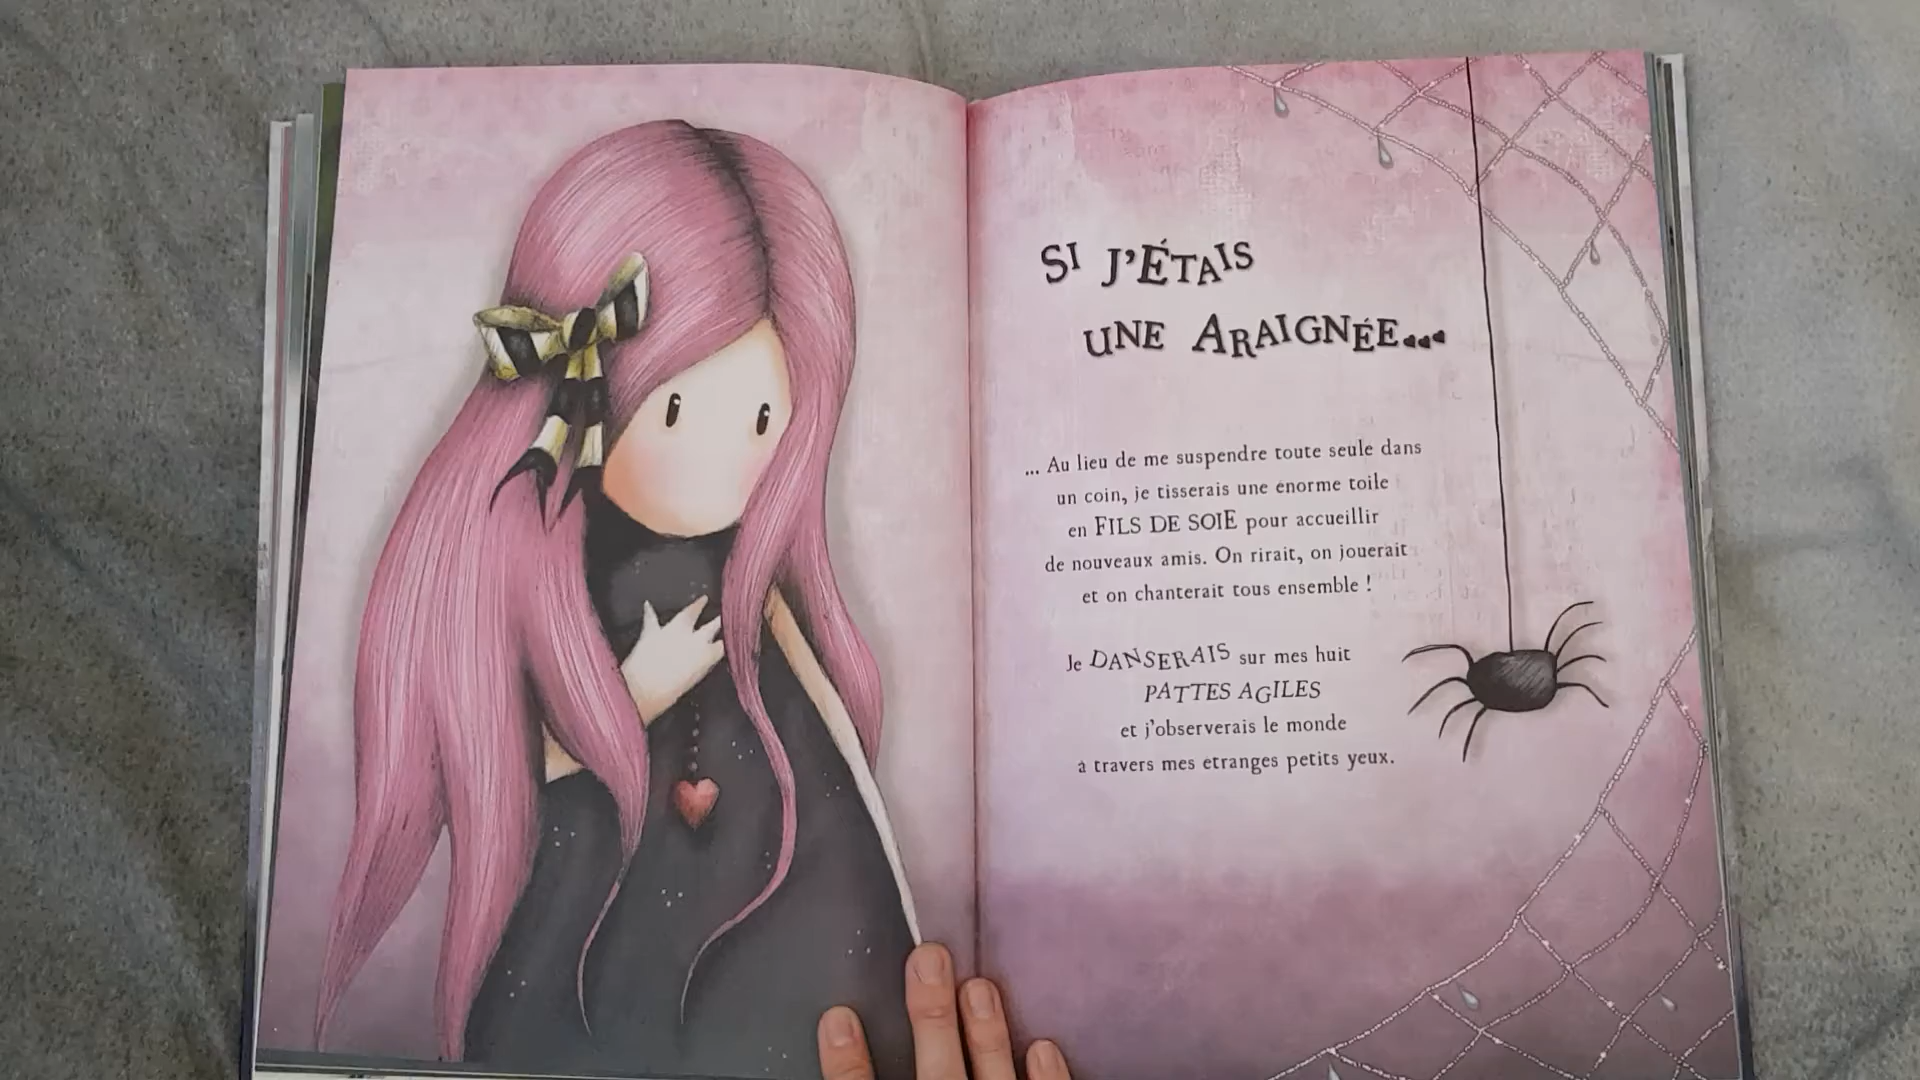 SI J'ÉTAIS
UNE ARAIGNÉE...
... Au lieu de me suspendre toute seule dans
un coin, je tisserais une énorme toile
en FILS DE SOIE pour accueillir
de nouveaux amis. On rirait, on jouerait
et on chanterait tous ensemble !
Je DANSERAIS sur mes huit
PATTES AGILES
et j'observerais le monde
à travers mes étranges petits yeux.